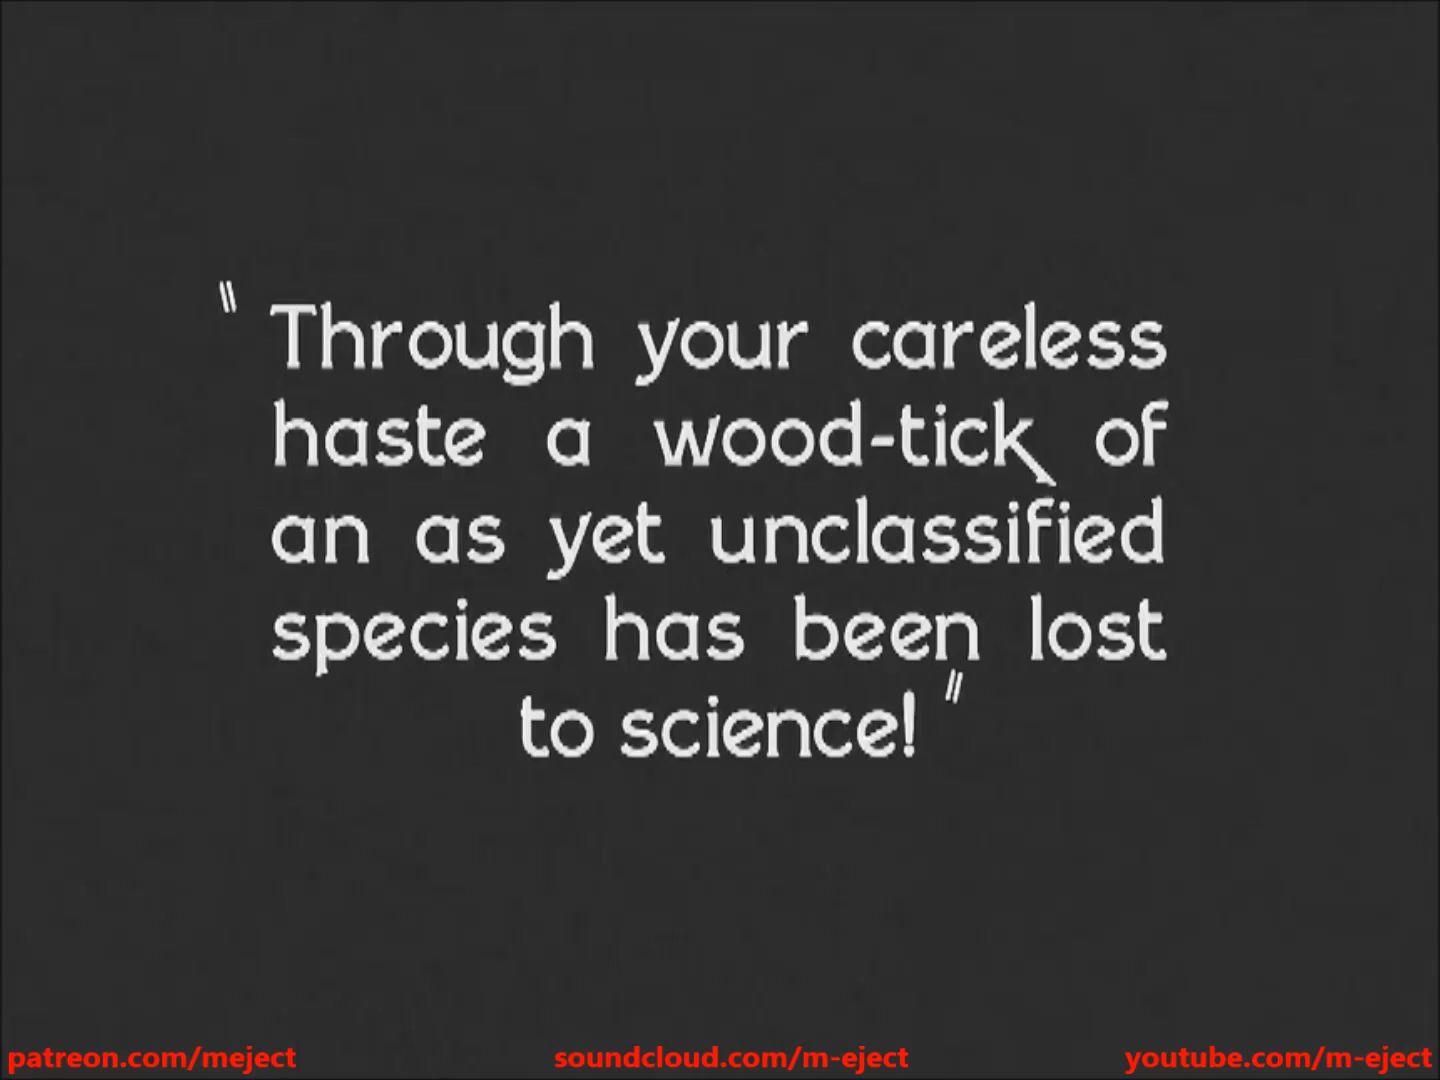 "Through your careless
haste a wood-tick of
an as yet unclassified
species has been lost
to science!"
patreon.com/meject soundcloud.com/m-eject youtube.com/m-eject